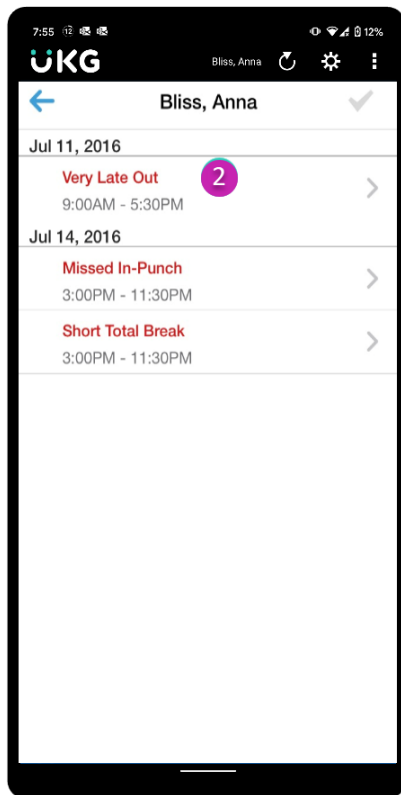 7:55 12 12%
UKG Bliss, Anna
Bliss, Anna
Jul 11, 2016
Very Late Out 2
9:00AM - 5:30PM
Jul 14, 2016
Missed In-Punch
3:00PM - 11:30PM
Short Total Break
3:00PM - 11:30PM